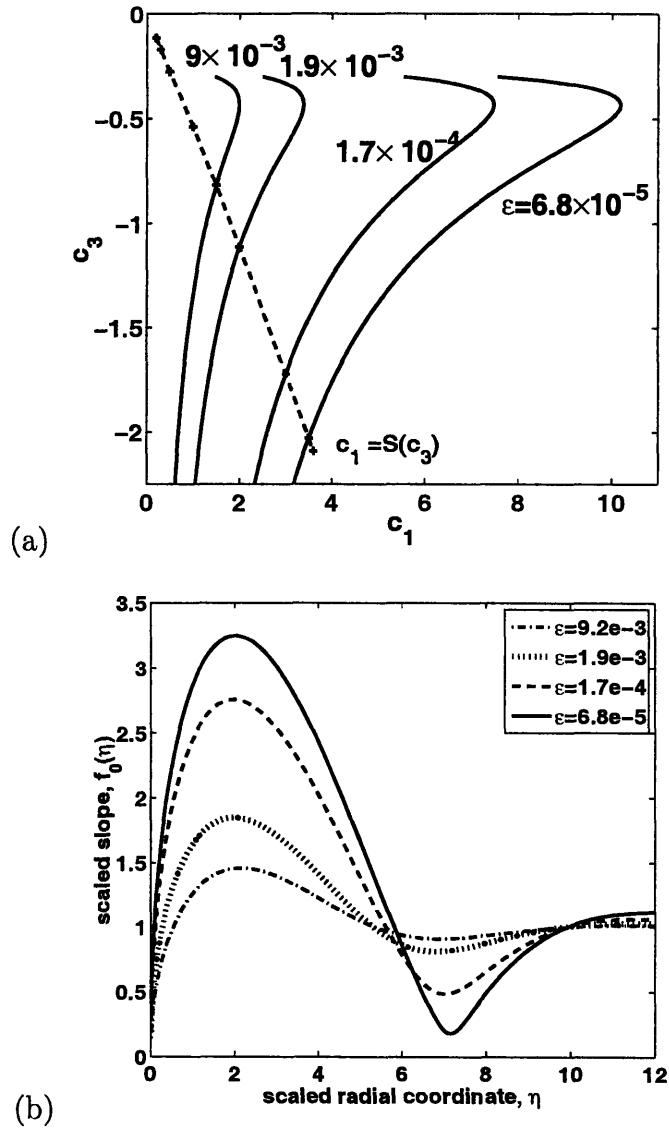 0
9× 10⁻³
1.9× 10⁻³
−0.5
1.7× 10⁻⁴
ε=6.8×10⁻⁵
−1
c₃
−1.5
−2
c₁ =S(c₃)
0 2 4 6 8 10
c₁
(a)
3.5
ε=9.2e−3
ε=1.9e−3
ε=1.7e−4
ε=6.8e−5
3
2.5
2
scaled slope, f₀(η)
1.5
1
0.5
0
0 2 4 6 8 10 12
scaled radial coordinate, η
(b)